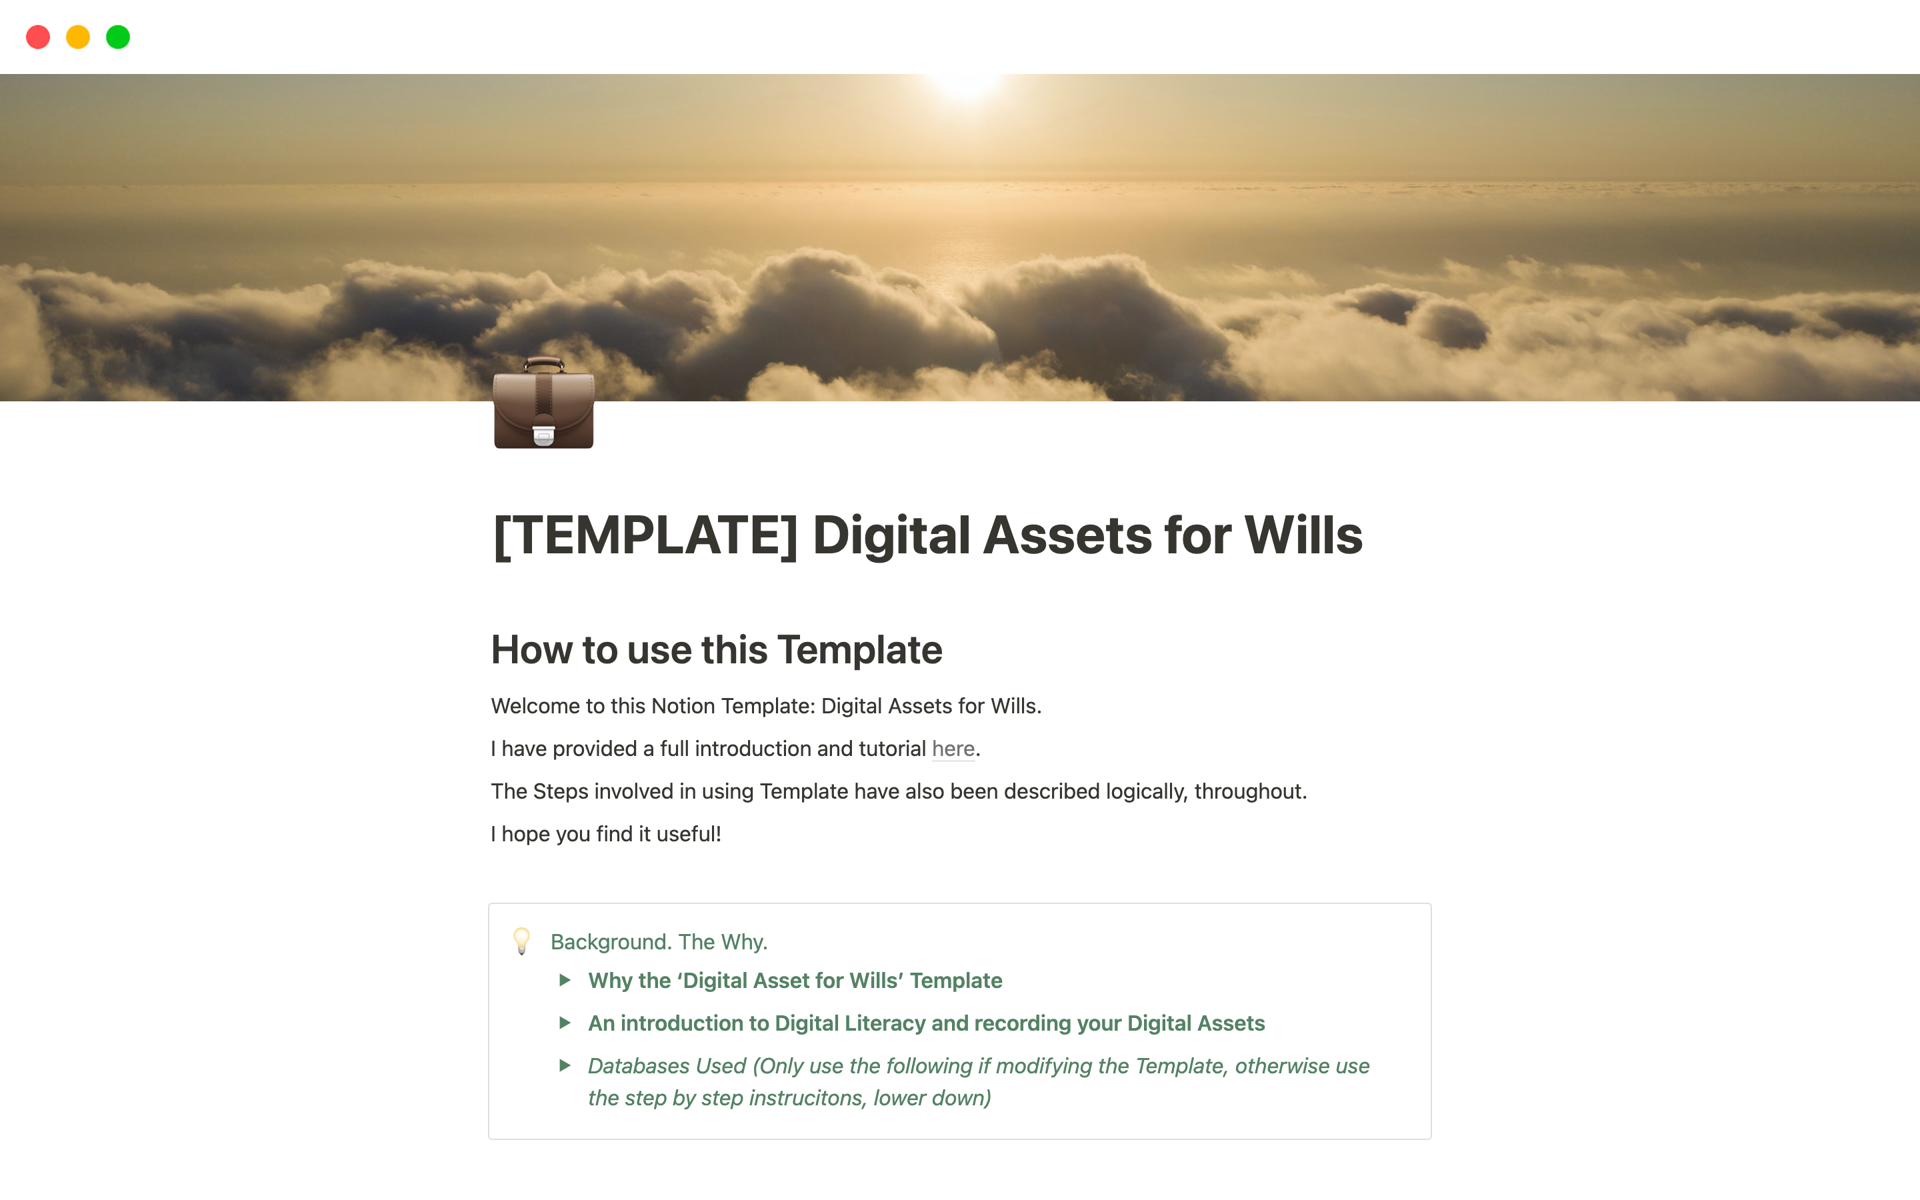 [TEMPLATE] Digital Assets for Wills
How to use this Template
Welcome to this Notion Template: Digital Assets for Wills.
I have provided a full introduction and tutorial here.
The Steps involved in using Template have also been described logically, throughout.
I hope you find it useful!
Background. The Why.
Why the ‘Digital Asset for Wills’ Template
An introduction to Digital Literacy and recording your Digital Assets
Databases Used (Only use the following if modifying the Template, otherwise use
the step by step instrucitons, lower down)